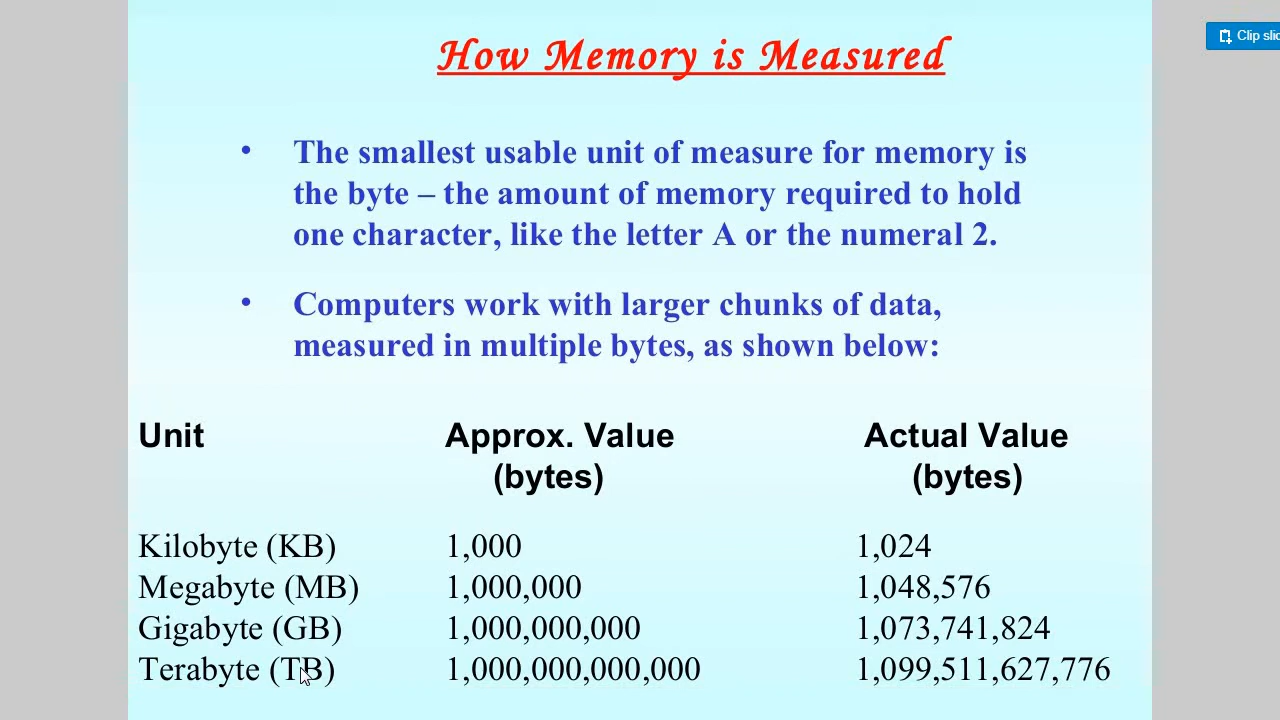 How Memory is Measured
Clip slid
• The smallest usable unit of measure for memory is
the byte – the amount of memory required to hold
one character, like the letter A or the numeral 2.
• Computers work with larger chunks of data,
measured in multiple bytes, as shown below:
Unit Approx. Value Actual Value
(bytes) (bytes)
Kilobyte (KB) 1,000 1,024
Megabyte (MB) 1,000,000 1,048,576
Gigabyte (GB) 1,000,000,000 1,073,741,824
Terabyte (TB) 1,000,000,000,000 1,099,511,627,776